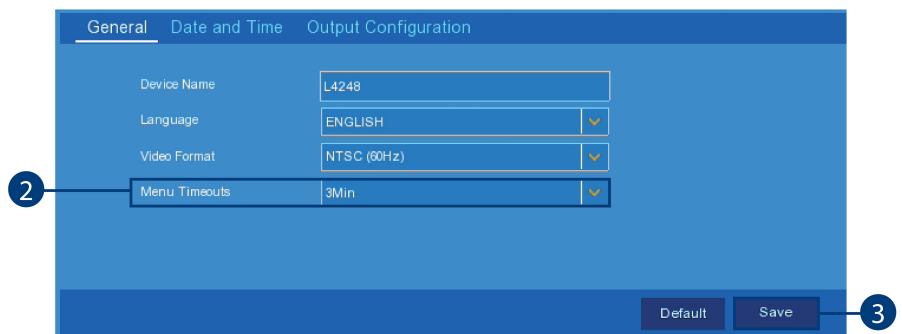 General Date and Time Output Configuration
Device Name L4248
Language ENGLISH
Video Format NTSC (60Hz)
2 Menu Timeouts 3Min
Default Save 3